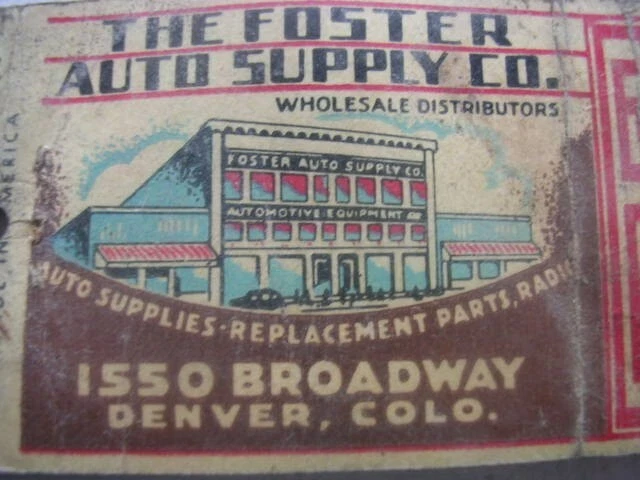 THE FOSTER
AUTO SUPPLY CO.
WHOLESALE DISTRIBUTORS
FOSTER AUTO SUPPLY CO.
AUTOMOTIVE EQUIPMENT
AUTO SUPPLIES-REPLACEMENT PARTS, RADIO
1550 BROADWAY
DENVER, COLO.
AMERICA